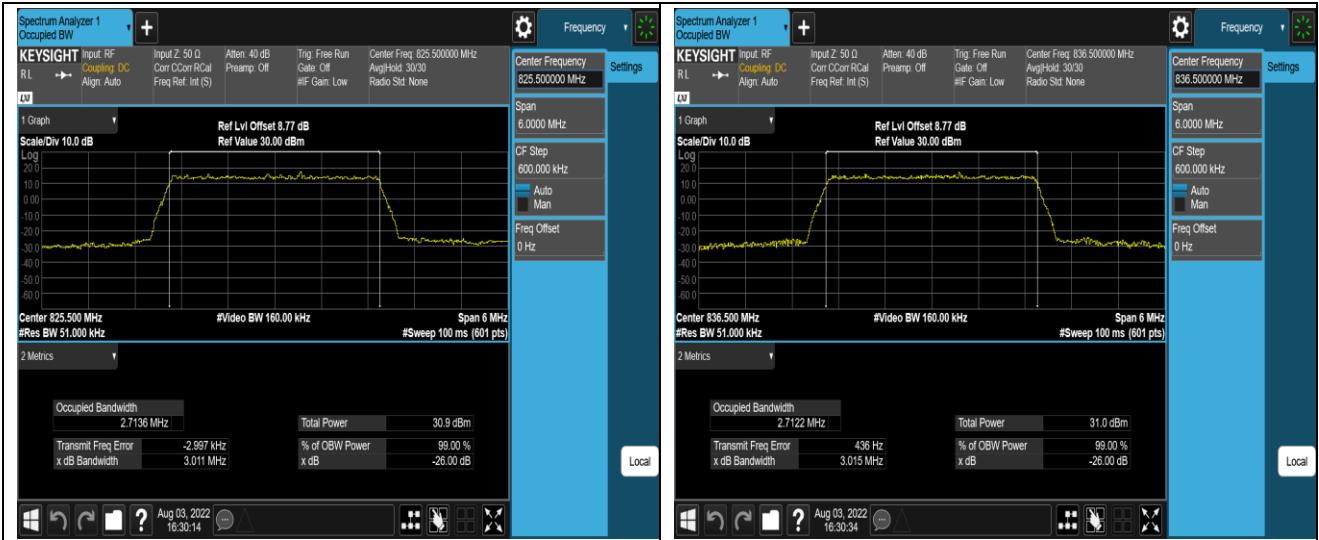 Spectrum Analyzer 1
Occupied BW
+
Frequency
KEYSIGHT
RL
LXI
Input: RF
Coupling: DC
Align: Auto
Input Z: 50 Ω
Corr CCorr RCal
Freq Ref: Int (S)
Atten: 40 dB
Preamp: Off
Trig: Free Run
Gate: Off
#IF Gain: Low
Center Freq: 825.500000 MHz
Avg|Hold: 30/30
Radio Std: None
Center Frequency
825.500000 MHz
Settings
Span
6.0000 MHz
CF Step
600.000 kHz
Auto
Man
Freq Offset
0 Hz
Local
1 Graph
Scale/Div 10.0 dB
Ref Lvl Offset 8.77 dB
Ref Value 30.00 dBm
Log
20.0
10.0
0.00
-10.0
-20.0
-30.0
-40.0
-50.0
-60.0
Center 825.500 MHz
#Video BW 160.00 kHz
Span 6 MHz
#Res BW 51.000 kHz
#Sweep 100 ms (601 pts)
2 Metrics
Occupied Bandwidth
2.7136 MHz
Total Power 30.9 dBm
Transmit Freq Error -2.997 kHz
% of OBW Power 99.00 %
x dB Bandwidth 3.011 MHz
x dB -26.00 dB
?
Aug 03, 2022
16:30:14
Spectrum Analyzer 1
Occupied BW
+
Frequency
KEYSIGHT
RL
LXI
Input: RF
Coupling: DC
Align: Auto
Input Z: 50 Ω
Corr CCorr RCal
Freq Ref: Int (S)
Atten: 40 dB
Preamp: Off
Trig: Free Run
Gate: Off
#IF Gain: Low
Center Freq: 836.500000 MHz
Avg|Hold: 30/30
Radio Std: None
Center Frequency
836.500000 MHz
Settings
Span
6.0000 MHz
CF Step
600.000 kHz
Auto
Man
Freq Offset
0 Hz
Local
1 Graph
Scale/Div 10.0 dB
Ref Lvl Offset 8.77 dB
Ref Value 30.00 dBm
Log
20.0
10.0
0.00
-10.0
-20.0
-30.0
-40.0
-50.0
-60.0
Center 836.500 MHz
#Video BW 160.00 kHz
Span 6 MHz
#Res BW 51.000 kHz
#Sweep 100 ms (601 pts)
2 Metrics
Occupied Bandwidth
2.7122 MHz
Total Power 31.0 dBm
Transmit Freq Error 436 Hz
% of OBW Power 99.00 %
x dB Bandwidth 3.015 MHz
x dB -26.00 dB
?
Aug 03, 2022
16:30:34